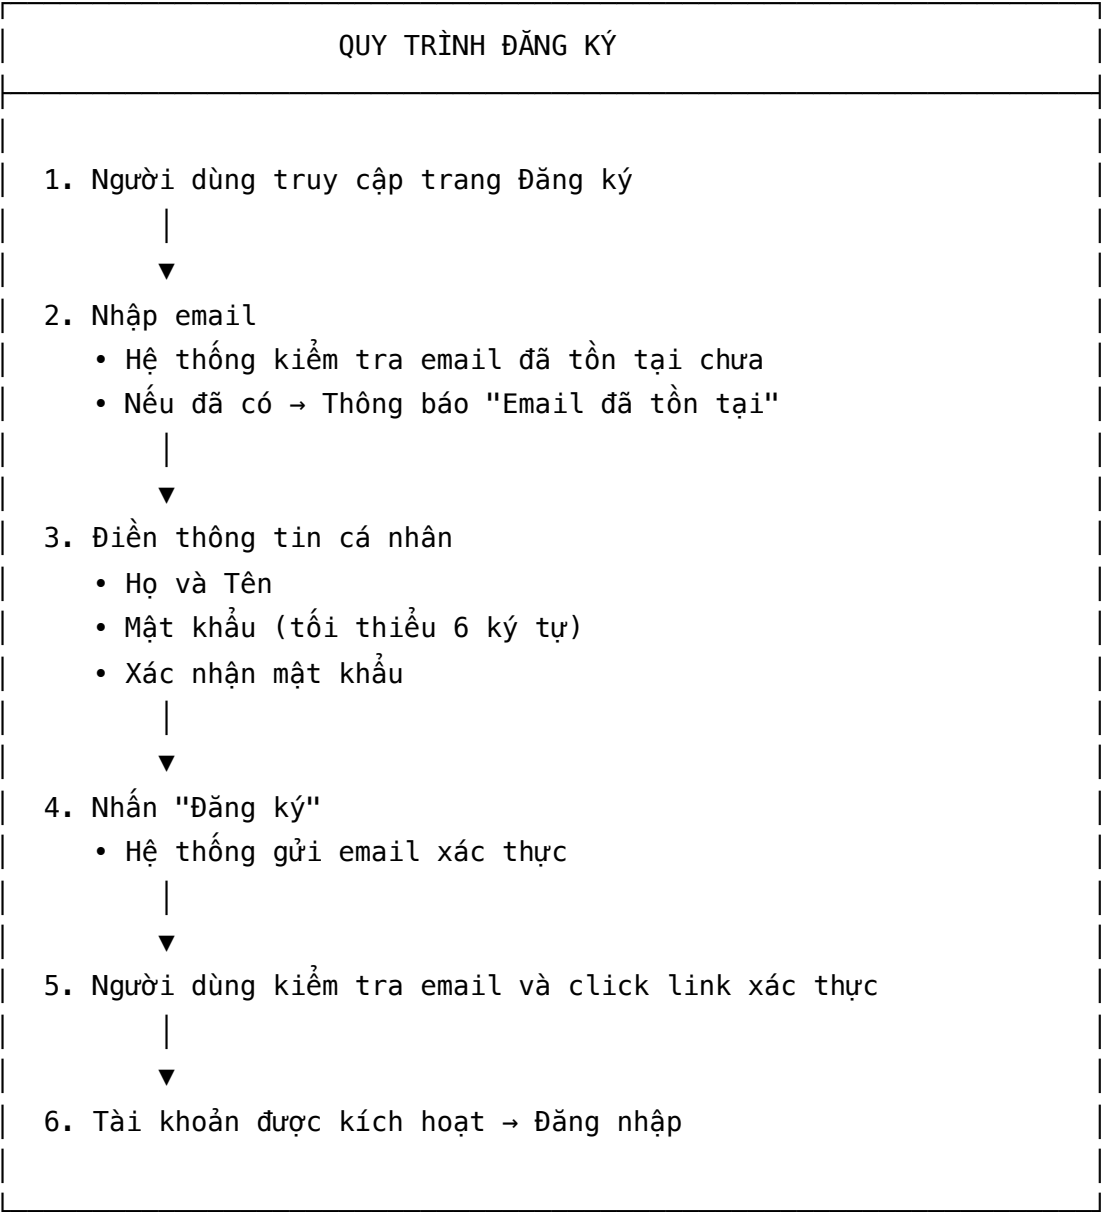 QUY TRÌNH ĐĂNG KÝ
1. Người dùng truy cập trang Đăng ký
▼
2. Nhập email
• Hệ thống kiểm tra email đã tồn tại chưa
• Nếu đã có → Thông báo "Email đã tồn tại"
▼
3. Điền thông tin cá nhân
• Họ và Tên
• Mật khẩu (tối thiểu 6 ký tự)
• Xác nhận mật khẩu
▼
4. Nhấn "Đăng ký"
• Hệ thống gửi email xác thực
▼
5. Người dùng kiểm tra email và click link xác thực
▼
6. Tài khoản được kích hoạt → Đăng nhập